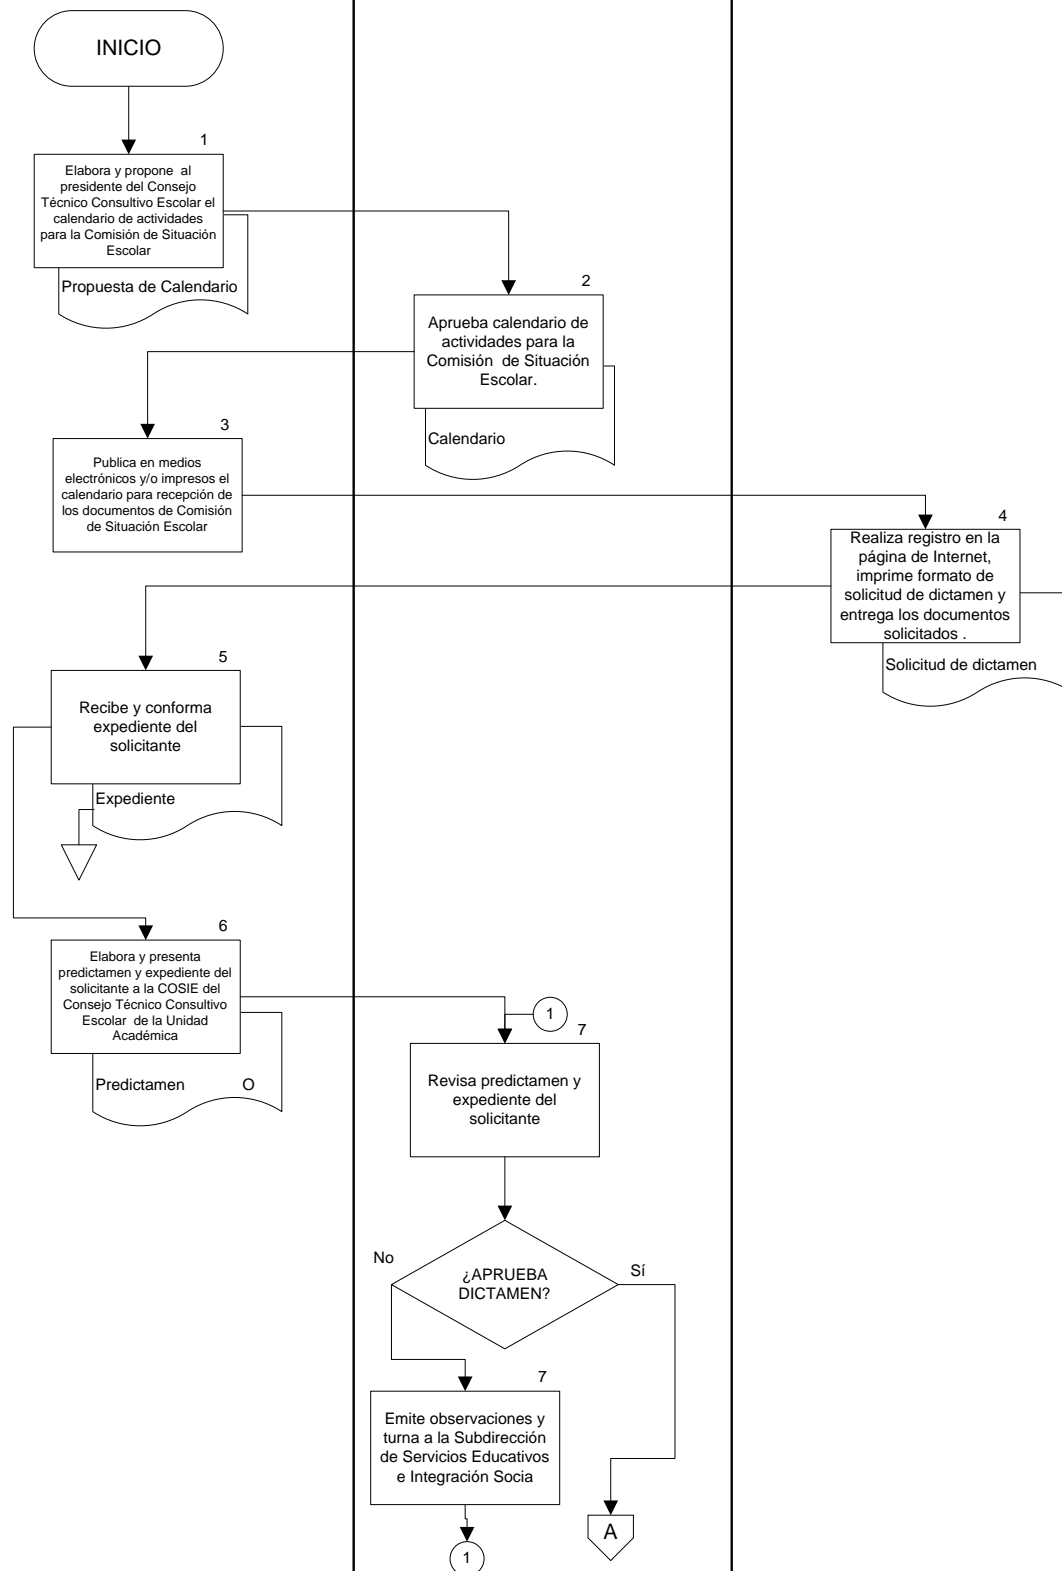 INICIO
1
Elabora y propone al
presidente del Consejo
Técnico Consultivo Escolar el
calendario de actividades
para la Comisión de Situación
Escolar
Propuesta de Calendario
2
Aprueba calendario de
actividades para la
Comisión de Situación
Escolar.
Calendario
3
Publica en medios
electrónicos y/o impresos el
calendario para recepción de
los documentos de Comisión
de Situación Escolar
4
Realiza registro en la
página de Internet,
imprime formato de
solicitud de dictamen y
entrega los documentos
solicitados .
Solicitud de dictamen
5
Recibe y conforma
expediente del
solicitante
Expediente
6
Elabora y presenta
predictamen y expediente del
solicitante a la COSIE del
Consejo Técnico Consultivo
Escolar de la Unidad
Académica
Predictamen O
1
7
Revisa predictamen y
expediente del
solicitante
¿APRUEBA
DICTAMEN?
No
Sí
7
Emite observaciones y
turna a la Subdirección
de Servicios Educativos
e Integración Socia
1
A